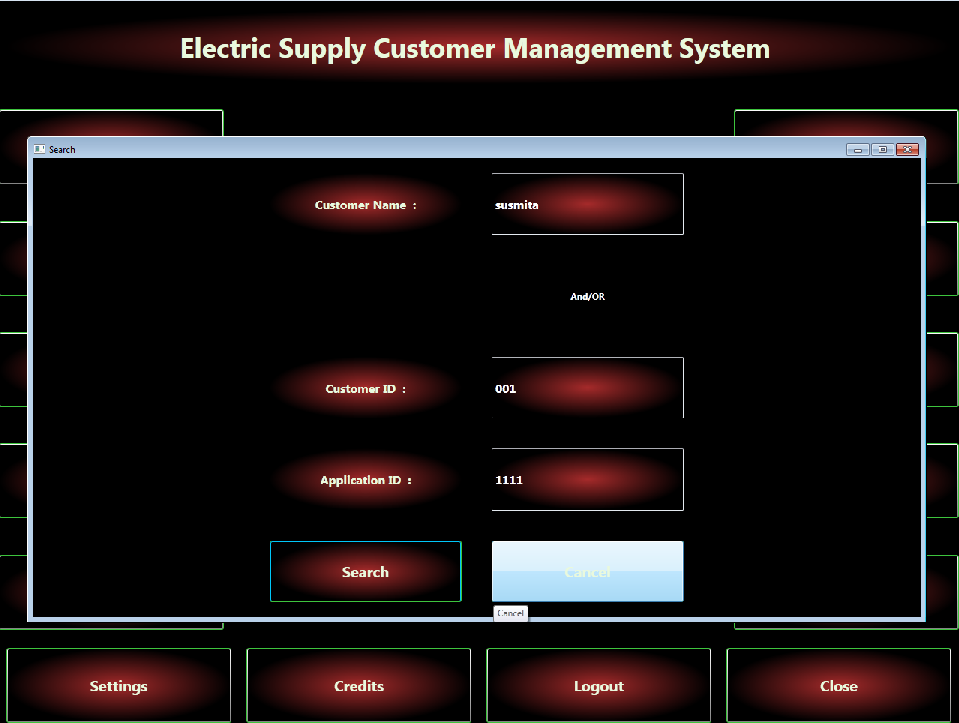 Electric Supply Customer Management System
Search
Customer Name :
susmita
And/OR
Customer ID :
001
Application ID :
1111
Search
Cancel
Cancel
Settings
Credits
Logout
Close